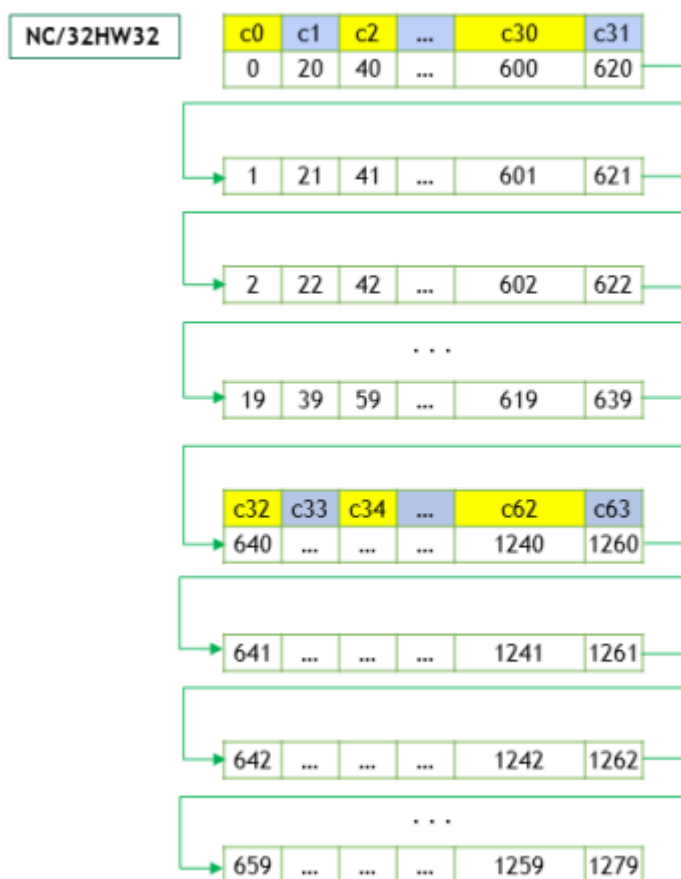 NC/32HW32
c0 c1 c2 ... c30 c31
0 20 40 ... 600 620
1 21 41 ... 601 621
2 22 42 ... 602 622
. . .
19 39 59 ... 619 639
c32 c33 c34 ... c62 c63
640 ... ... ... 1240 1260
641 ... ... ... 1241 1261
642 ... ... ... 1242 1262
. . .
659 ... ... ... 1259 1279